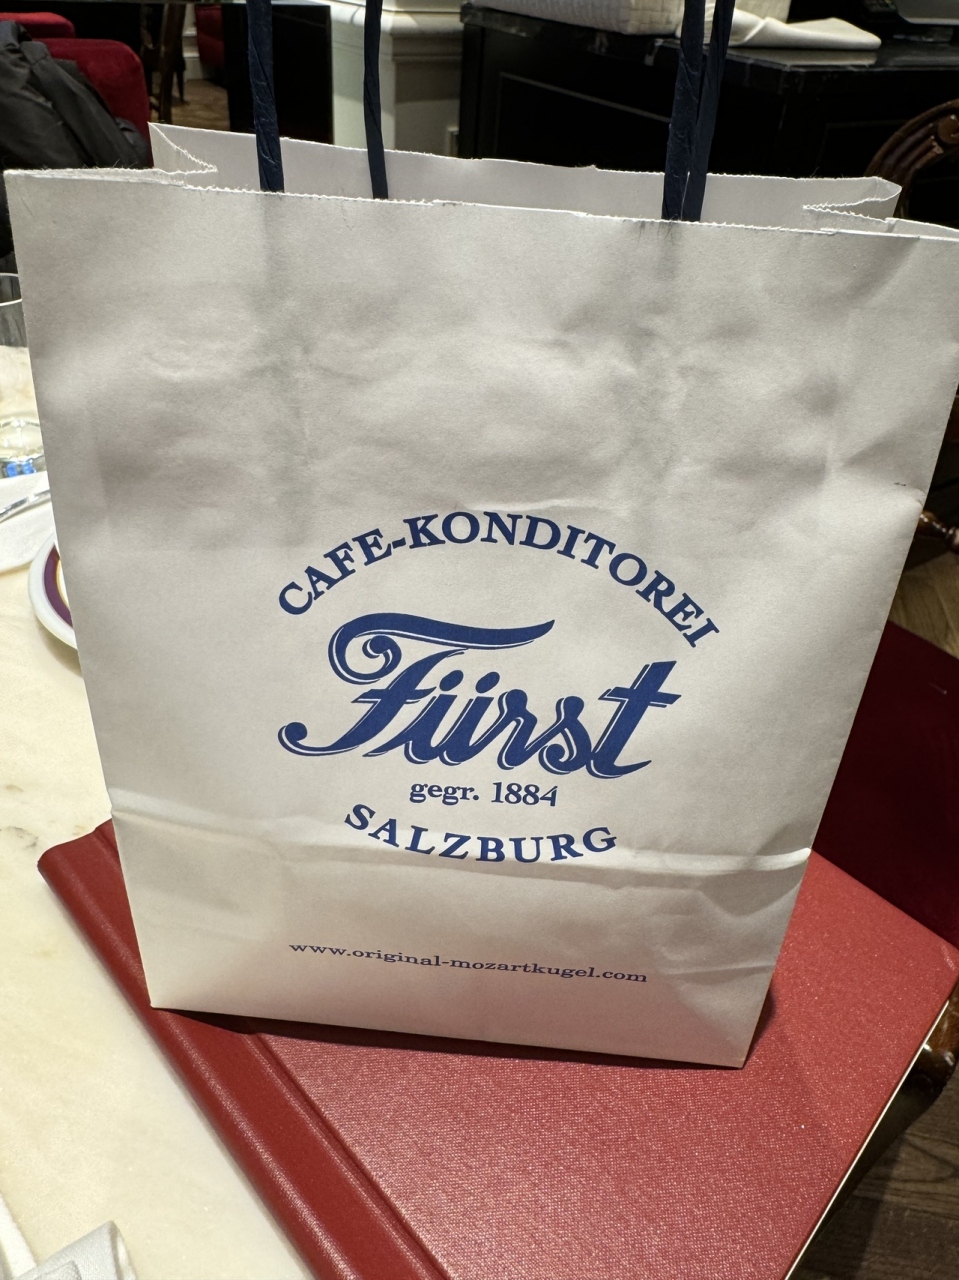 CAFE-KONDITOREI
Fürst
gegr. 1884
SALZBURG
www.original-mozartkugel.com